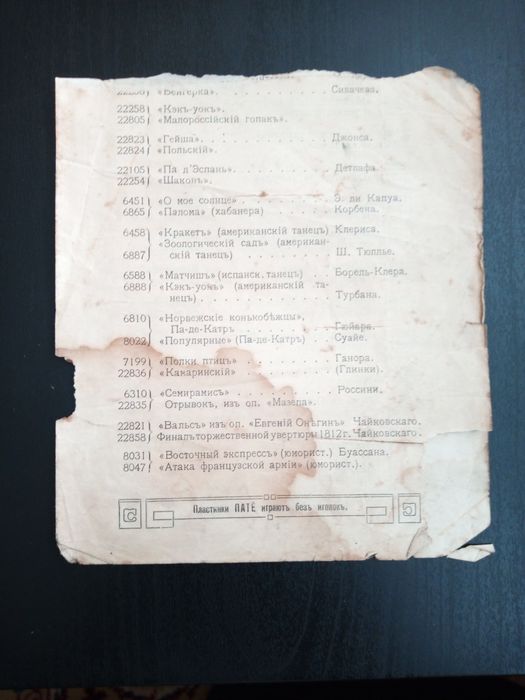 22256 «Венгерка». Сивачева.
22258 «Кэкъ-уокъ».
22805 «Малороссійскій гопакъ».
22823 «Гейша». . . . . . . . . . Джонса.
22824 «Польскій».
22105 «Па д'Эспань». . . . . . . . Детлафа.
22254 «Шаконъ».
6451 «О мое солнце» . . . . . . Э. ди Капуа.
6865 «Палома» (хабанера) . . . . Корбена.
6458 «Кракетъ» (американскій танецъ) Клериса.
«Зоологическій садъ» (американ-
6887 скій танецъ) . . . . . . . Ш. Тюплье.
6588 «Матчишъ» (испанск. танецъ) . . Борель-Клера.
6888 «Кэкъ-уокъ» (американскій та-
нецъ) . . . . . . . . . Турбана.
6810 «Норвежскіе конькобѣжцы»,
Па-де-Катръ . . . . . . . Гюйара.
8022 «Популярные» (Па-де-Катръ) . . Суайе.
7199 «Полки птицъ» . . . . . . Ганора.
22836 «Камаринскій» . . . . . . (Глинки).
6310 «Семирамисъ» . . . . . . Россини.
22835 Отрывокъ, изъ оп. «Мазепа».
22821 «Вальсъ» изъ оп. «Евгеній Онѣгинъ» Чайковскаго.
22858 Финалъ торжественной увертюры 1812 г. Чайковскаго.
8031 «Восточный экспрессъ» (юморист.) Буассана.
8047 «Атака французской арміи» (юморист.).
Пластинки ПАТЕ играютъ безъ иголокъ.